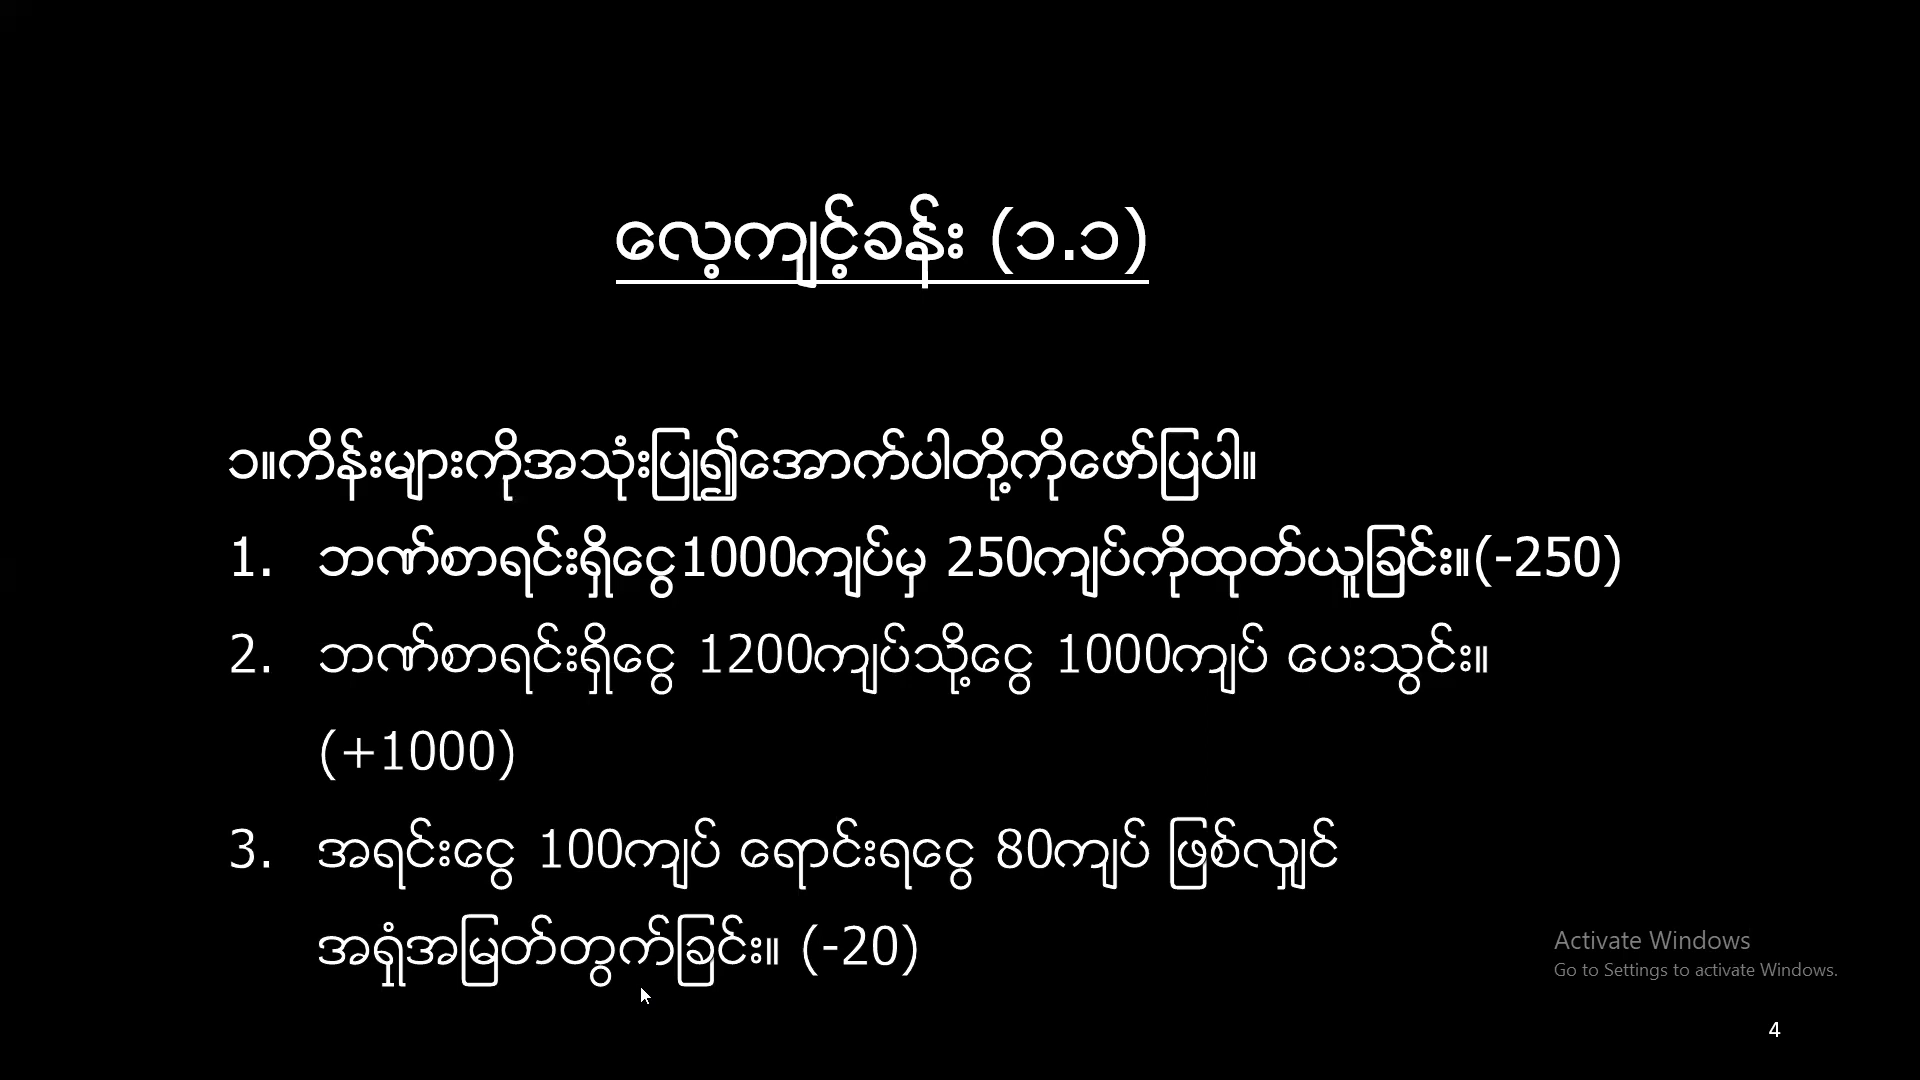 လေ့ကျင့်ခန်း (၁.၁)
၁။ကိန်းများကိုအသုံးပြု၍အောက်ပါတို့ကိုဖော်ပြပါ။
1. ဘဏ်စာရင်းရှိငွေ1000ကျပ်မှ 250ကျပ်ကိုထုတ်ယူခြင်း။(-250)
2. ဘဏ်စာရင်းရှိငွေ 1200ကျပ်သို့ငွေ 1000ကျပ် ပေးသွင်း။
(+1000)
3. အရင်းငွေ 100ကျပ် ရောင်းရငွေ 80ကျပ် ဖြစ်လျှင်
အရှုံအမြတ်တွက်ခြင်း။ (-20)
Activate Windows
Go to Settings to activate Windows.
4